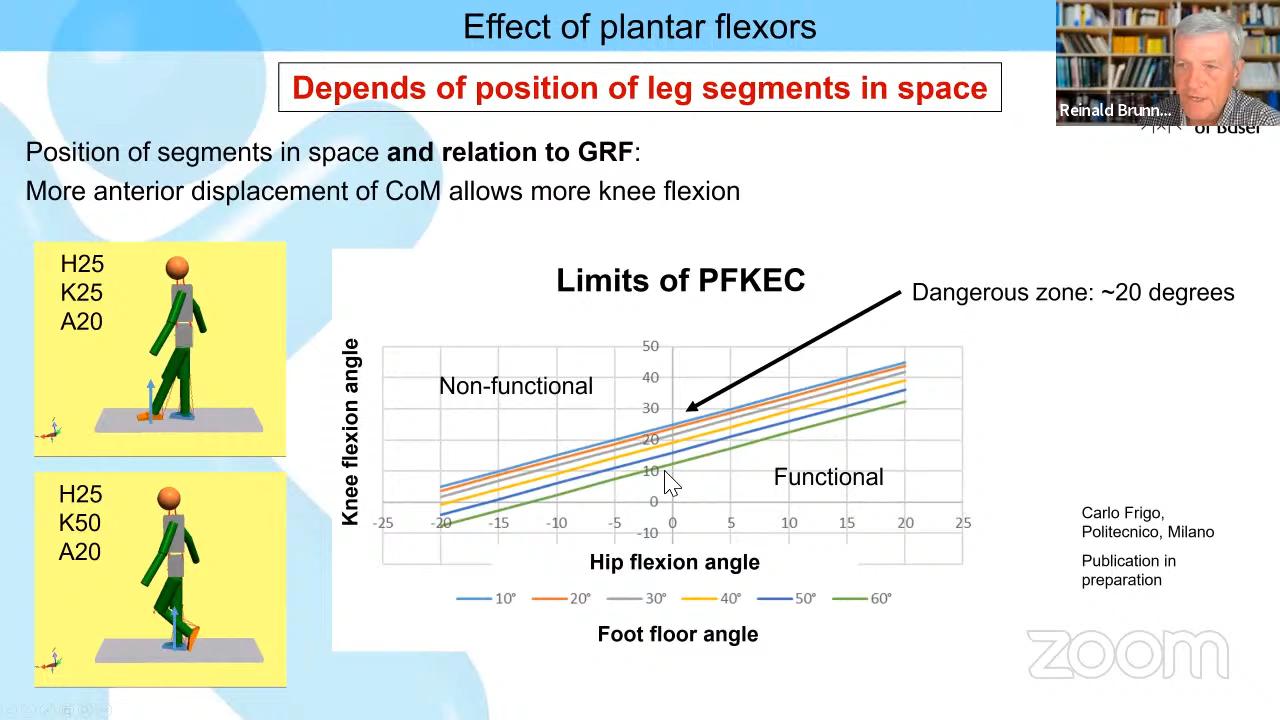 Effect of plantar flexors
Depends of position of leg segments in space
Reinald Brunn...
of Basel
Position of segments in space and relation to GRF:
More anterior displacement of CoM allows more knee flexion
H25
K25
A20
H25
K50
A20
Limits of PFKEC
Dangerous zone: ~20 degrees
Knee flexion angle
50
40
30
20
10
0
-10
Non-functional
Functional
-25 -20 -15 -10 -5 0 5 10 15 20 25
Hip flexion angle
10° 20° 30° 40° 50° 60°
Foot floor angle
Carlo Frigo,
Politecnico, Milano
Publication in
preparation
zoom